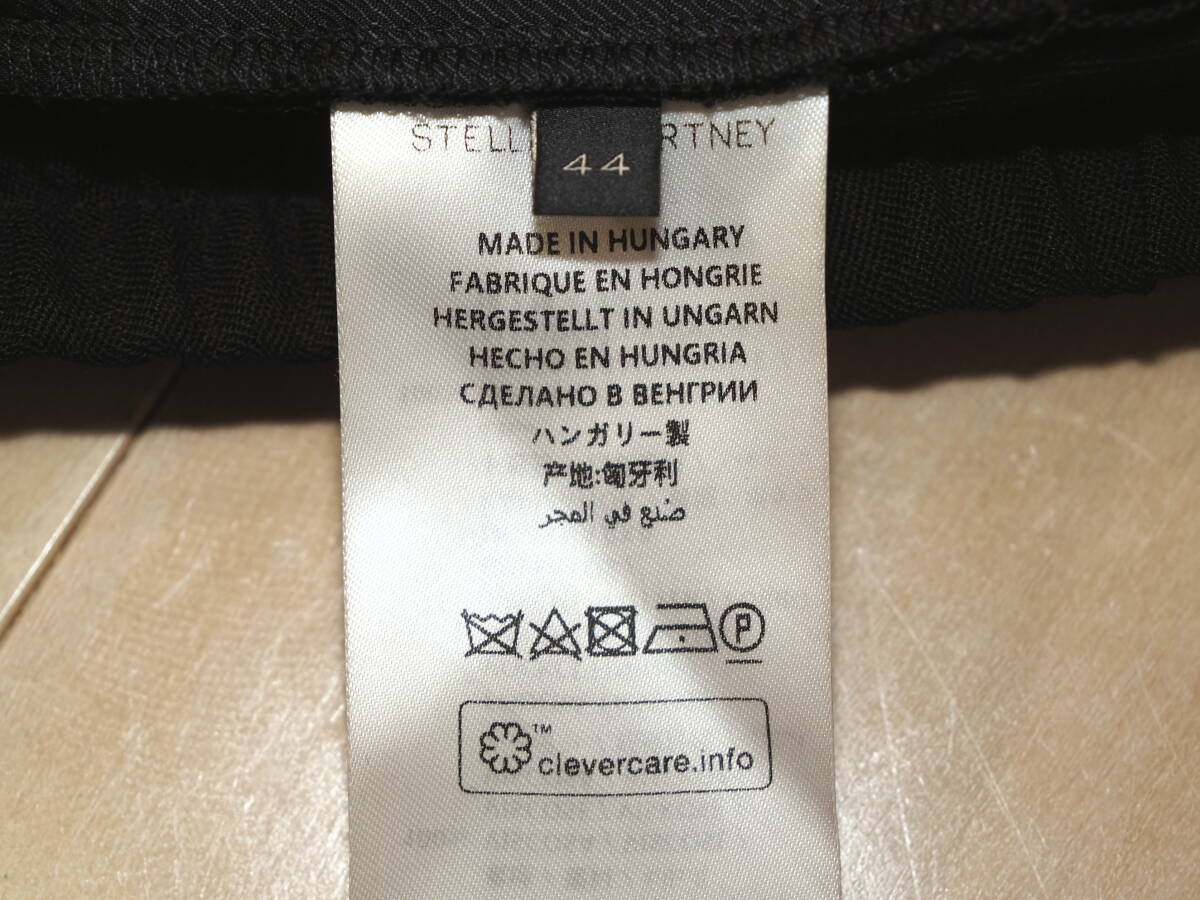 STELL RTNEY
44
MADE IN HUNGARY
FABRIQUE EN HONGRIE
HERGESTELLT IN UNGARN
HECHO EN HUNGRIA
СДЕЛАНО В ВЕНГРИИ
ハンガリー製
产地:匈牙利
صُنع في المجر
P
™
clevercare.info